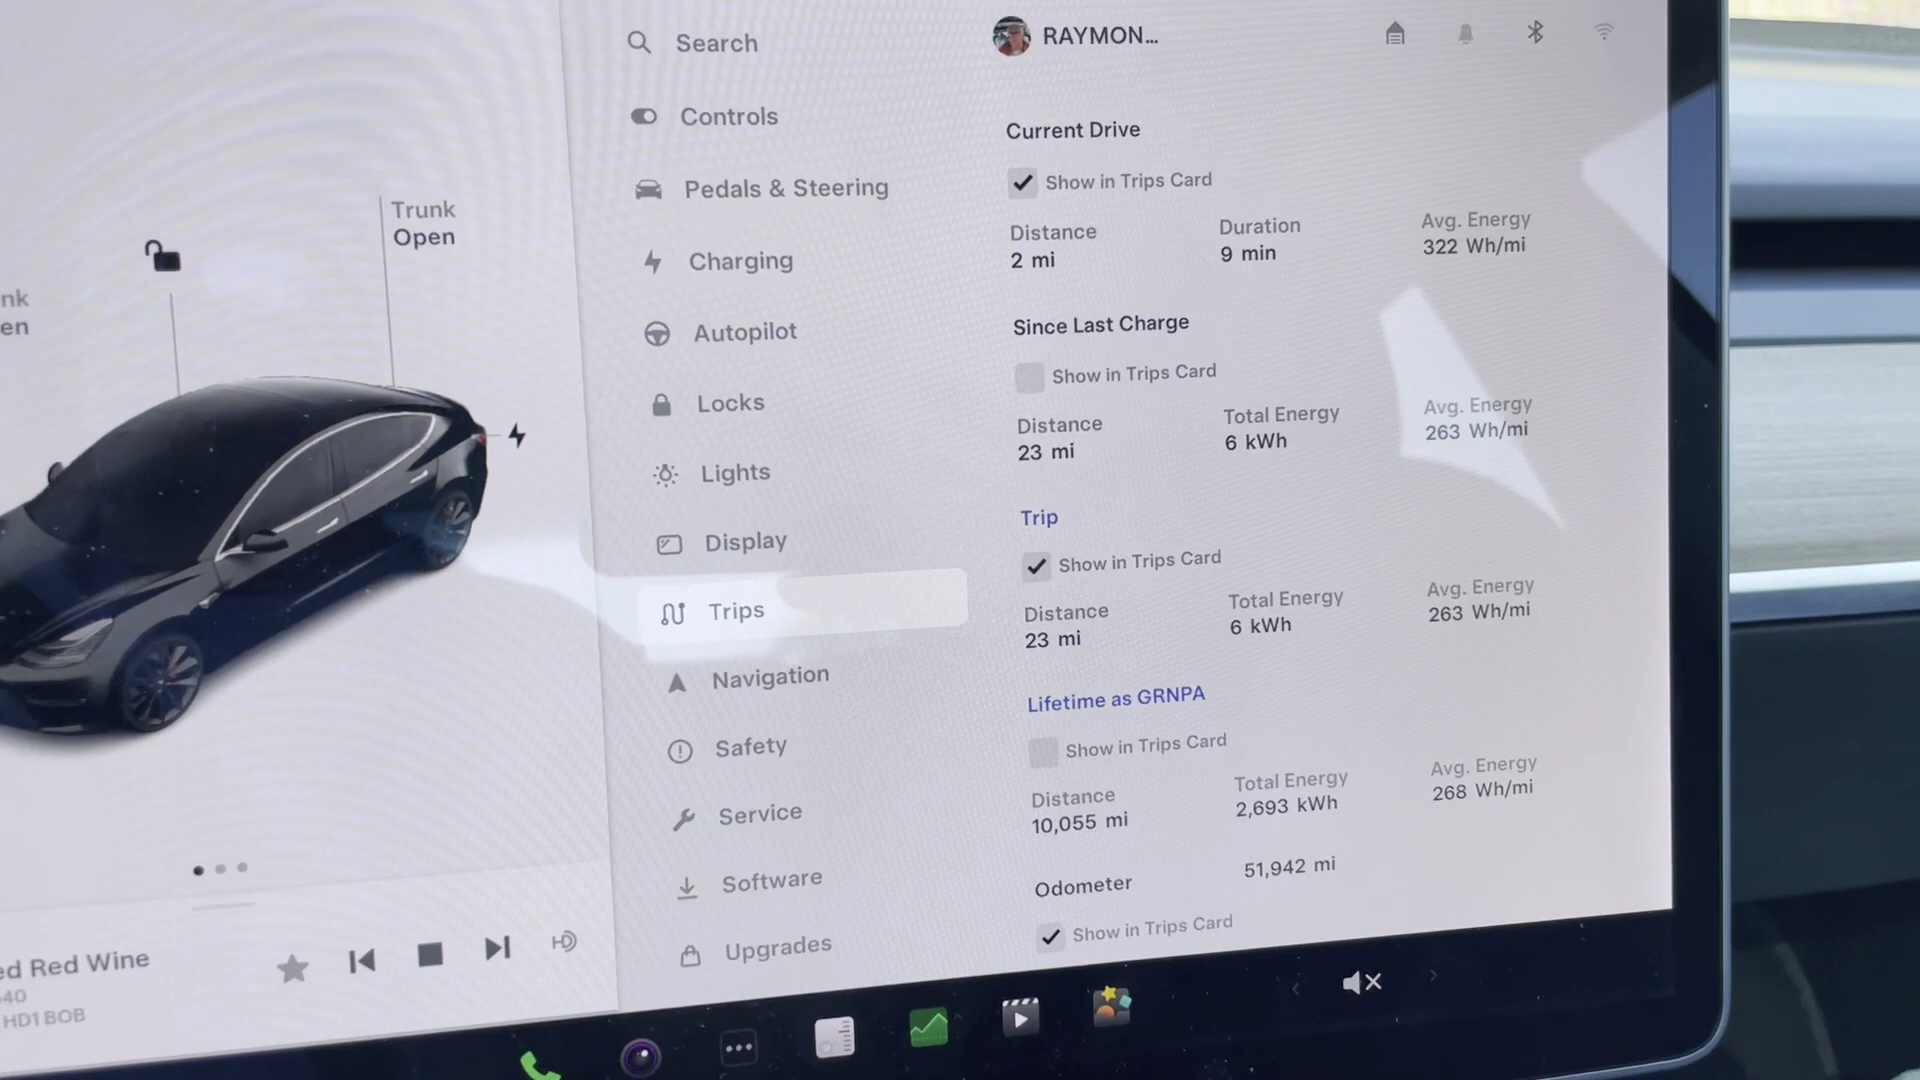 nk
en
Trunk
Open
ed Red Wine
640
HD1 BOB
HD
Search
Controls
Pedals & Steering
Charging
Autopilot
Locks
Lights
Display
Trips
Navigation
Safety
Service
Software
Upgrades
RAYMON...
Current Drive
Show in Trips Card
Distance Duration Avg. Energy
2 mi 9 min 322 Wh/mi
Since Last Charge
Show in Trips Card
Distance Total Energy Avg. Energy
23 mi 6 kWh 263 Wh/mi
Trip
Show in Trips Card
Distance Total Energy Avg. Energy
23 mi 6 kWh 263 Wh/mi
Lifetime as GRNPA
Show in Trips Card
Distance Total Energy Avg. Energy
10,055 mi 2,693 kWh 268 Wh/mi
Odometer 51,942 mi
Show in Trips Card